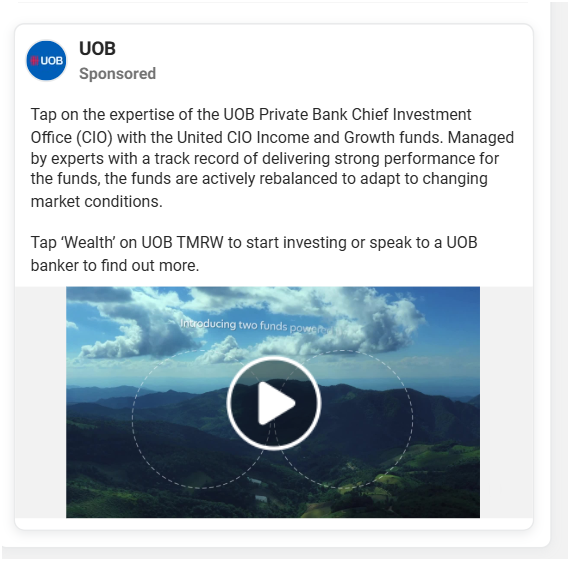 UOB
UOB
Sponsored
Tap on the expertise of the UOB Private Bank Chief Investment
Office (CIO) with the United CIO Income and Growth funds. Managed
by experts with a track record of delivering strong performance for
the funds, the funds are actively rebalanced to adapt to changing
market conditions.
Tap ‘Wealth’ on UOB TMRW to start investing or speak to a UOB
banker to find out more.
Introducing two funds